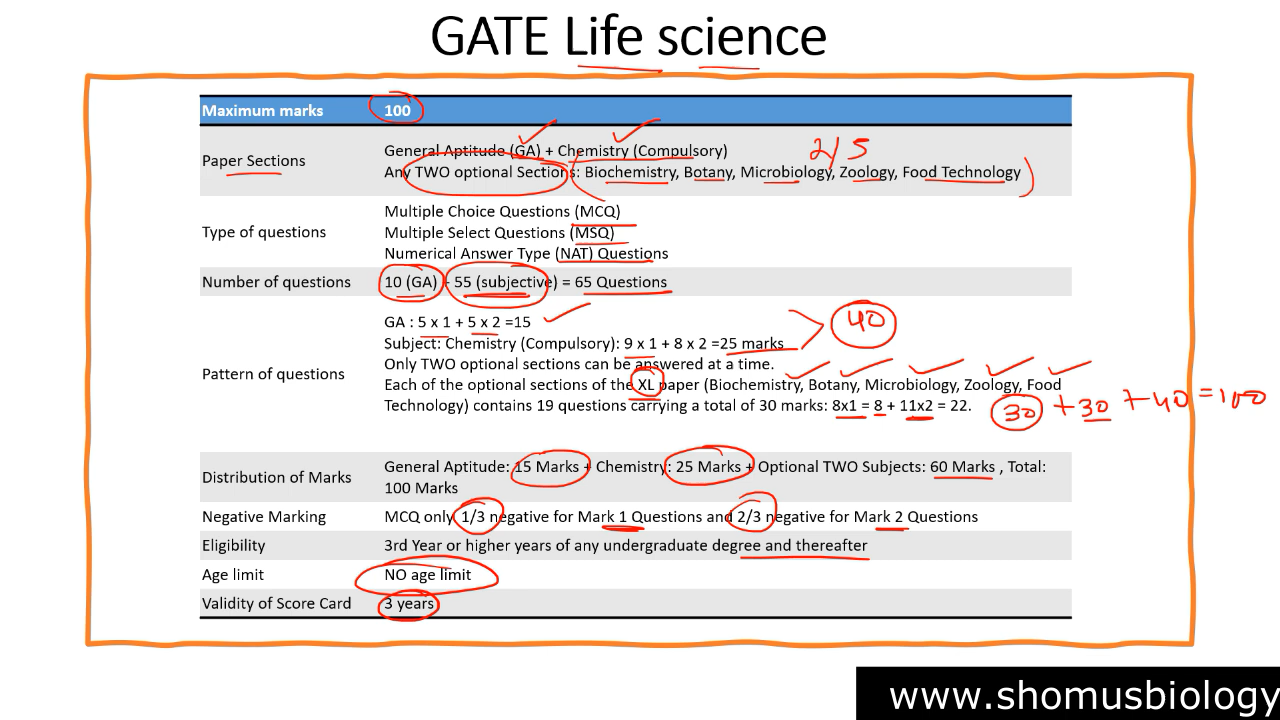 GATE Life science
Maximum marks 100
2/5
Paper Sections General Aptitude (GA) + Chemistry (Compulsory)
Any TWO optional Sections: Biochemistry, Botany, Microbiology, Zoology, Food Technology
Type of questions Multiple Choice Questions (MCQ)
Multiple Select Questions (MSQ)
Numerical Answer Type (NAT) Questions
Number of questions 10 (GA) + 55 (subjective) = 65 Questions
Pattern of questions GA : 5 x 1 + 5 x 2 =15
40
Subject: Chemistry (Compulsory): 9 x 1 + 8 x 2 =25 marks
Only TWO optional sections can be answered at a time.
Each of the optional sections of the XL paper (Biochemistry, Botany, Microbiology, Zoology, Food
Technology) contains 19 questions carrying a total of 30 marks: 8x1 = 8 + 11x2 = 22.
30 + 30 + 40 = 100
Distribution of Marks General Aptitude: 15 Marks + Chemistry: 25 Marks + Optional TWO Subjects: 60 Marks , Total:
100 Marks
Negative Marking MCQ only 1/3 negative for Mark 1 Questions and 2/3 negative for Mark 2 Questions
Eligibility 3rd Year or higher years of any undergraduate degree and thereafter
Age limit NO age limit
Validity of Score Card 3 years
www.shomusbiology